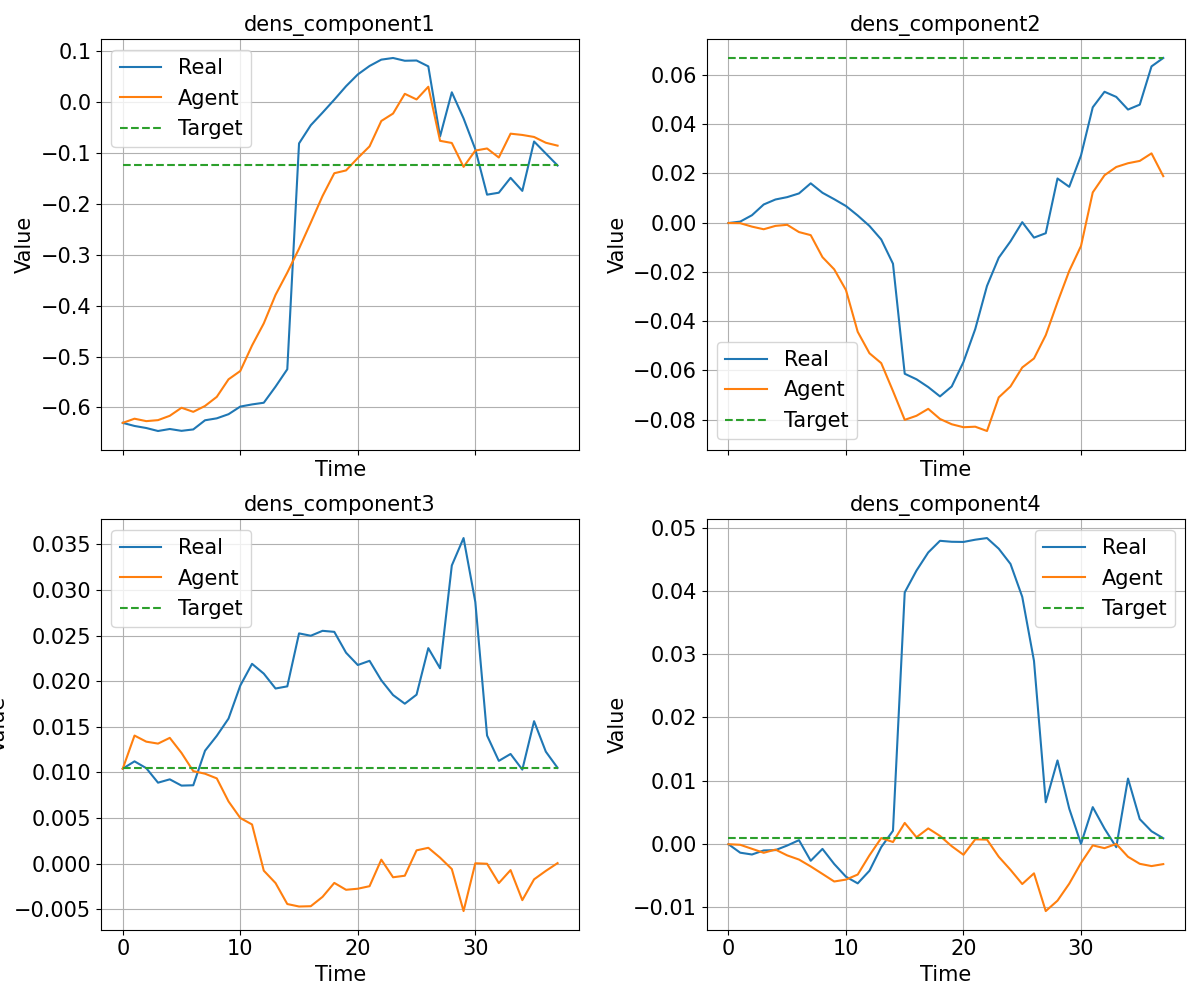 dens_component1
0.1
0.0
−0.1
−0.2
−0.3
−0.4
−0.5
−0.6
Value
Time
Real
Agent
Target
dens_component2
0.06
0.04
0.02
0.00
−0.02
−0.04
−0.06
−0.08
Value
Time
Real
Agent
Target
dens_component3
0.035
0.030
0.025
0.020
0.015
0.010
0.005
0.000
−0.005
Value
0 10 20 30
Time
Real
Agent
Target
dens_component4
0.05
0.04
0.03
0.02
0.01
0.00
−0.01
Value
0 10 20 30
Time
Real
Agent
Target